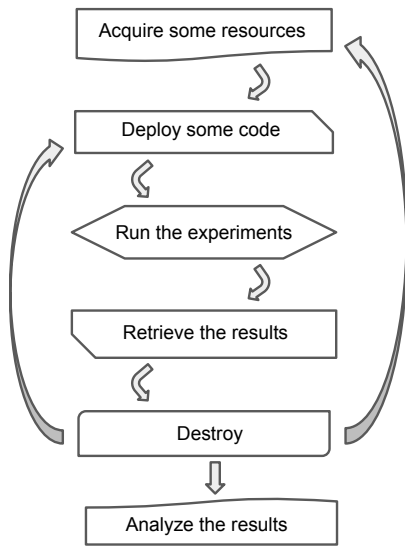 Acquire some resources
Deploy some code
Run the experiments
Retrieve the results
Destroy
Analyze the results